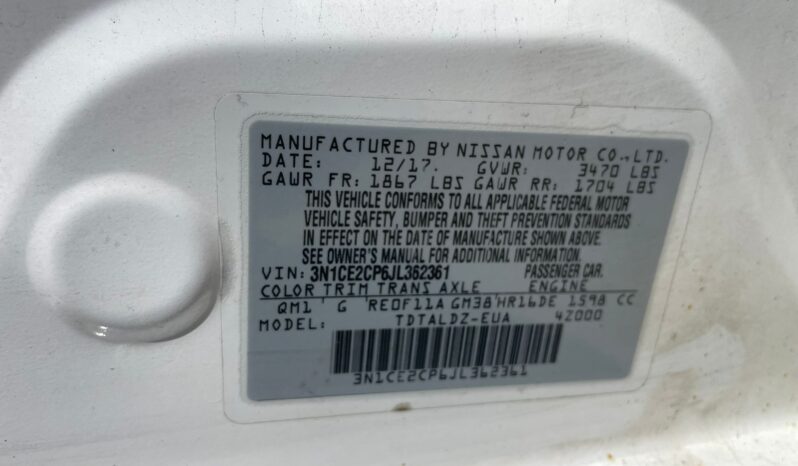 MANUFACTURED BY NISSAN MOTOR CO.,LTD.
DATE: 12/17. GVWR: 3470 LBS
GAWR FR: 1867 LBS GAWR RR: 1704 LBS
THIS VEHICLE CONFORMS TO ALL APPLICABLE FEDERAL MOTOR
VEHICLE SAFETY, BUMPER AND THEFT PREVENTION STANDARDS
IN EFFECT ON THE DATE OF MANUFACTURE SHOWN ABOVE.
SEE OWNER'S MANUAL FOR ADDITIONAL INFORMATION.
VIN: 3N1CE2CP6JL362361 PASSENGER CAR.
COLOR TRIM TRANS AXLE ENGINE
QM1 ' G ' RE0F11A GM38 ' HR16DE 1598 CC
MODEL: TDTALDZ-EUA 4Z000
3N1CE2CP6JL362361